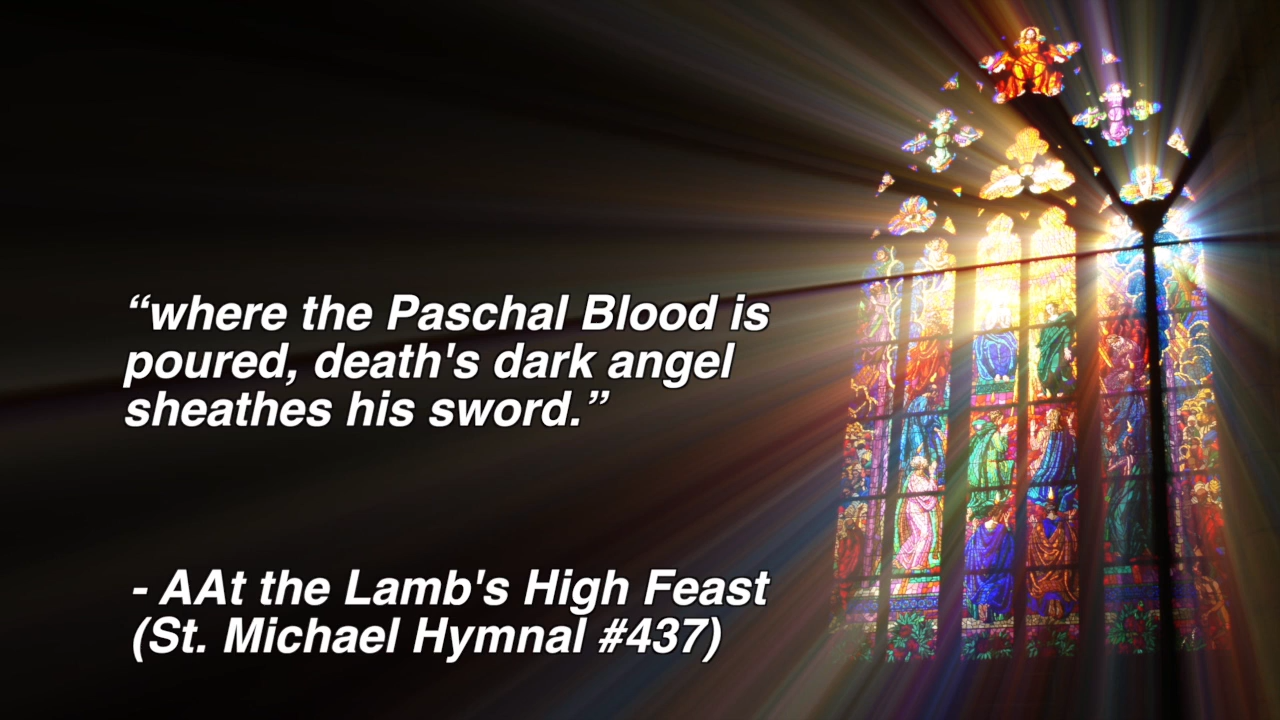 “where the Paschal Blood is
poured, death's dark angel
sheathes his sword.”
- AAt the Lamb's High Feast
(St. Michael Hymnal #437)